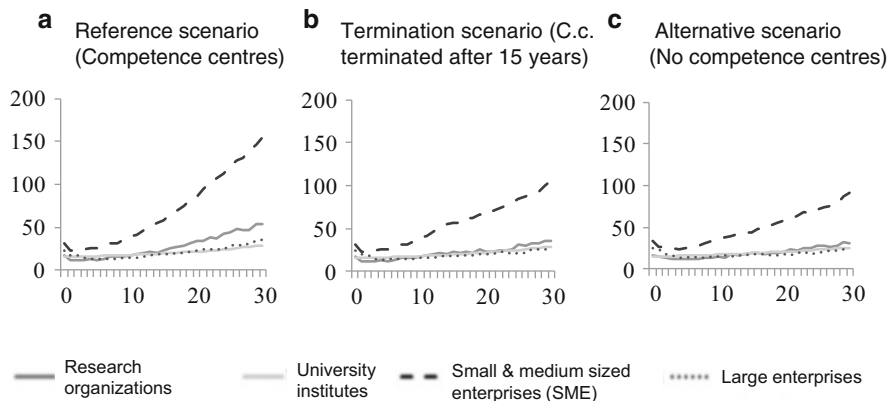 a Reference scenario
(Competence centres)
b Termination scenario (C.c.
terminated after 15 years)
c Alternative scenario
(No competence centres)
200
150
100
50
0
0 10 20 30
200
150
100
50
0
0 10 20 30
200
150
100
50
0
0 10 20 30
Research
organizations
University
institutes
Small & medium sized
enterprises (SME)
Large enterprises